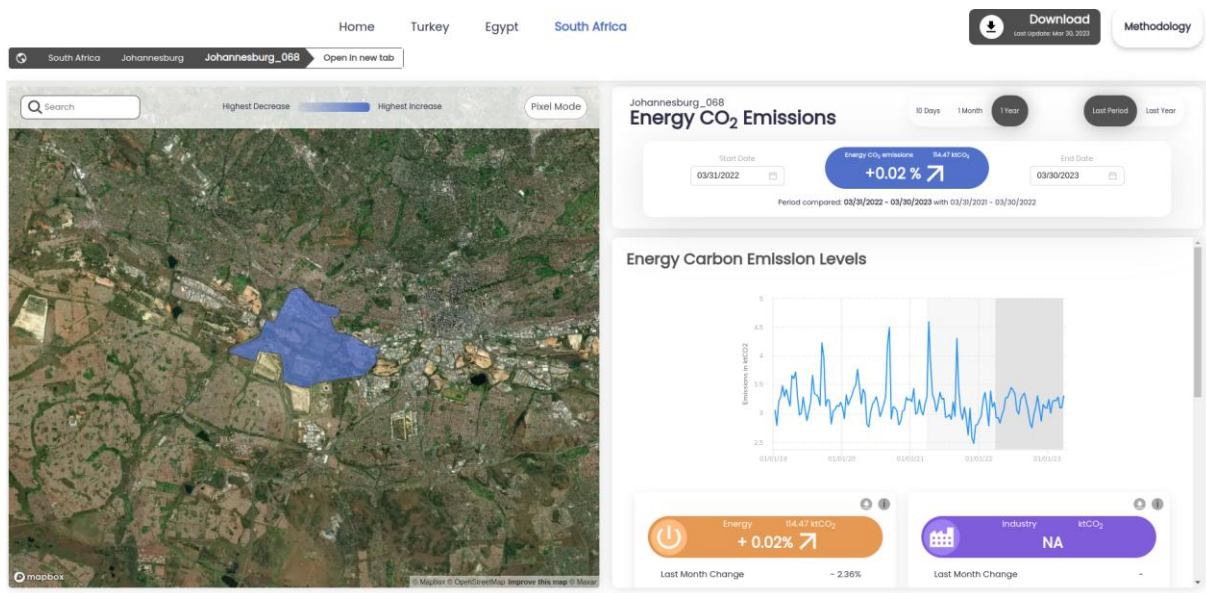 Home Turkey Egypt South Africa
Download
Last Update: Mar 30, 2023
Methodology
South Africa Johannesburg Johannesburg_068 Open in new tab
Search
Highest Decrease Highest Increase
Pixel Mode
Johannesburg_068
Energy CO₂ Emissions
10 Days 1 Month 1 Year Last Period Last Year
Start Date
03/31/2022
Energy CO₂ emissions 114.47 ktCO₂
+0.02 %
End Date
03/30/2023
Period compared: 03/31/2022 - 03/30/2023 with 03/31/2021 - 03/30/2022
Energy Carbon Emission Levels
Emissions in ktCO2
5
4.5
4
3.5
3
2.5
01/01/19 01/01/20 01/01/21 01/01/22 01/01/23
Energy 114.47 ktCO₂
+ 0.02%
Last Month Change - 2.36%
Industry ktCO₂
NA
Last Month Change -
mapbox
© Mapbox © OpenStreetMap Improve this map © Maxar